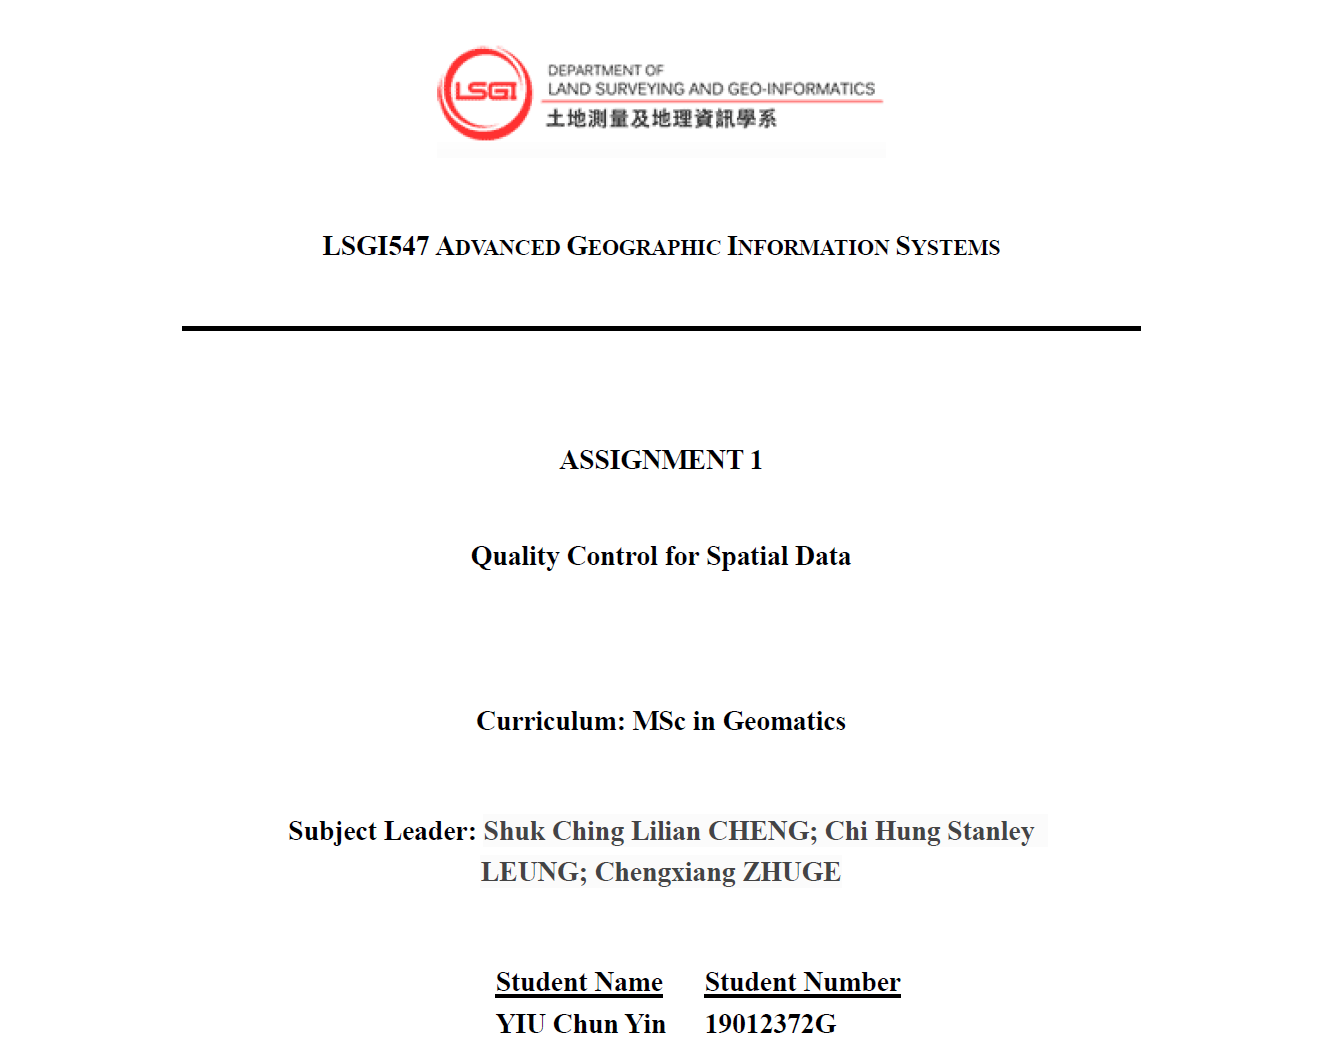 LSGI
DEPARTMENT OF
LAND SURVEYING AND GEO-INFORMATICS
土地測量及地理資訊學系
LSGI547 ADVANCED GEOGRAPHIC INFORMATION SYSTEMS
ASSIGNMENT 1
Quality Control for Spatial Data
Curriculum: MSc in Geomatics
Subject Leader: Shuk Ching Lilian CHENG; Chi Hung Stanley
LEUNG; Chengxiang ZHUGE
Student Name Student Number
YIU Chun Yin 19012372G